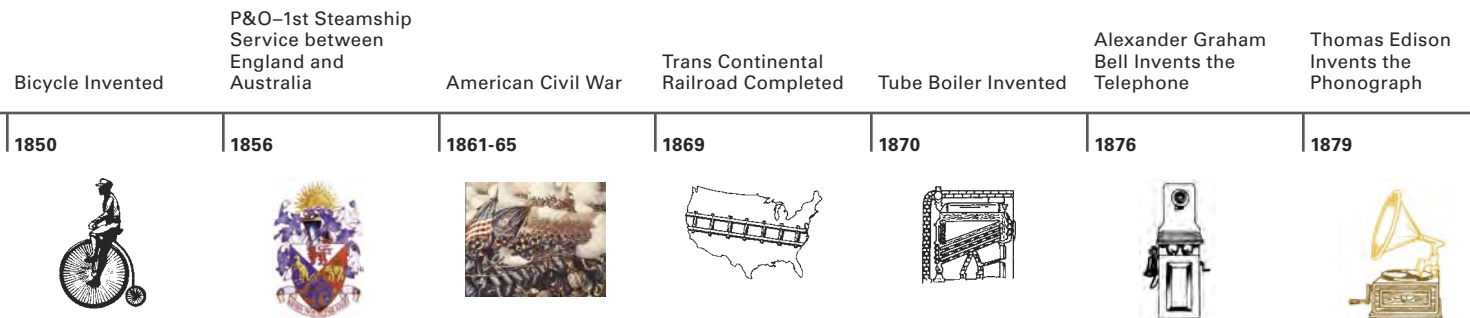 Bicycle Invented
P&O–1st Steamship
Service between
England and
Australia
American Civil War
Trans Continental
Railroad Completed
Tube Boiler Invented
Alexander Graham
Bell Invents the
Telephone
Thomas Edison
Invents the
Phonograph
1850
1856
1861-65
1869
1870
1876
1879